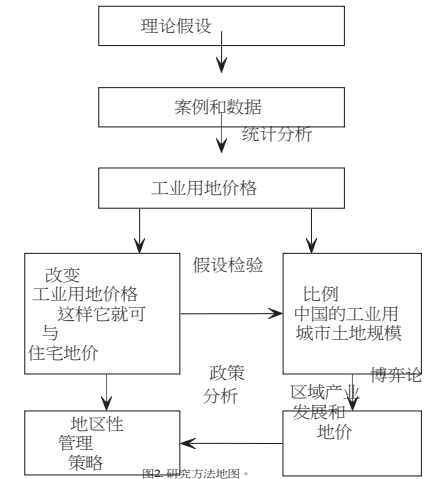 理论假设
案例和数据
统计分析
工业用地价格
假设检验
改变
工业用地价格
这样它就可
与
住宅地价
比例
中国的工业用
城市土地规模
政策
分析
博弈论
区域产业
发展和
地价
地区性
管理
策略
图2. 研究方法地图。